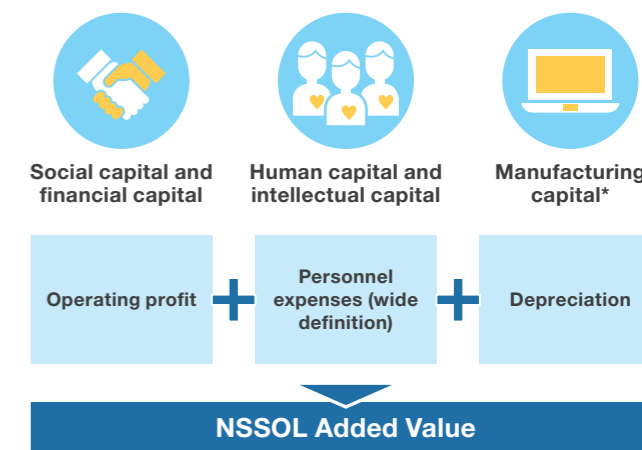 Social capital and
financial capital
Human capital and
intellectual capital
Manufacturing
capital*
Operating profit
Personnel
expenses (wide
definition)
Depreciation
NSSOL Added Value